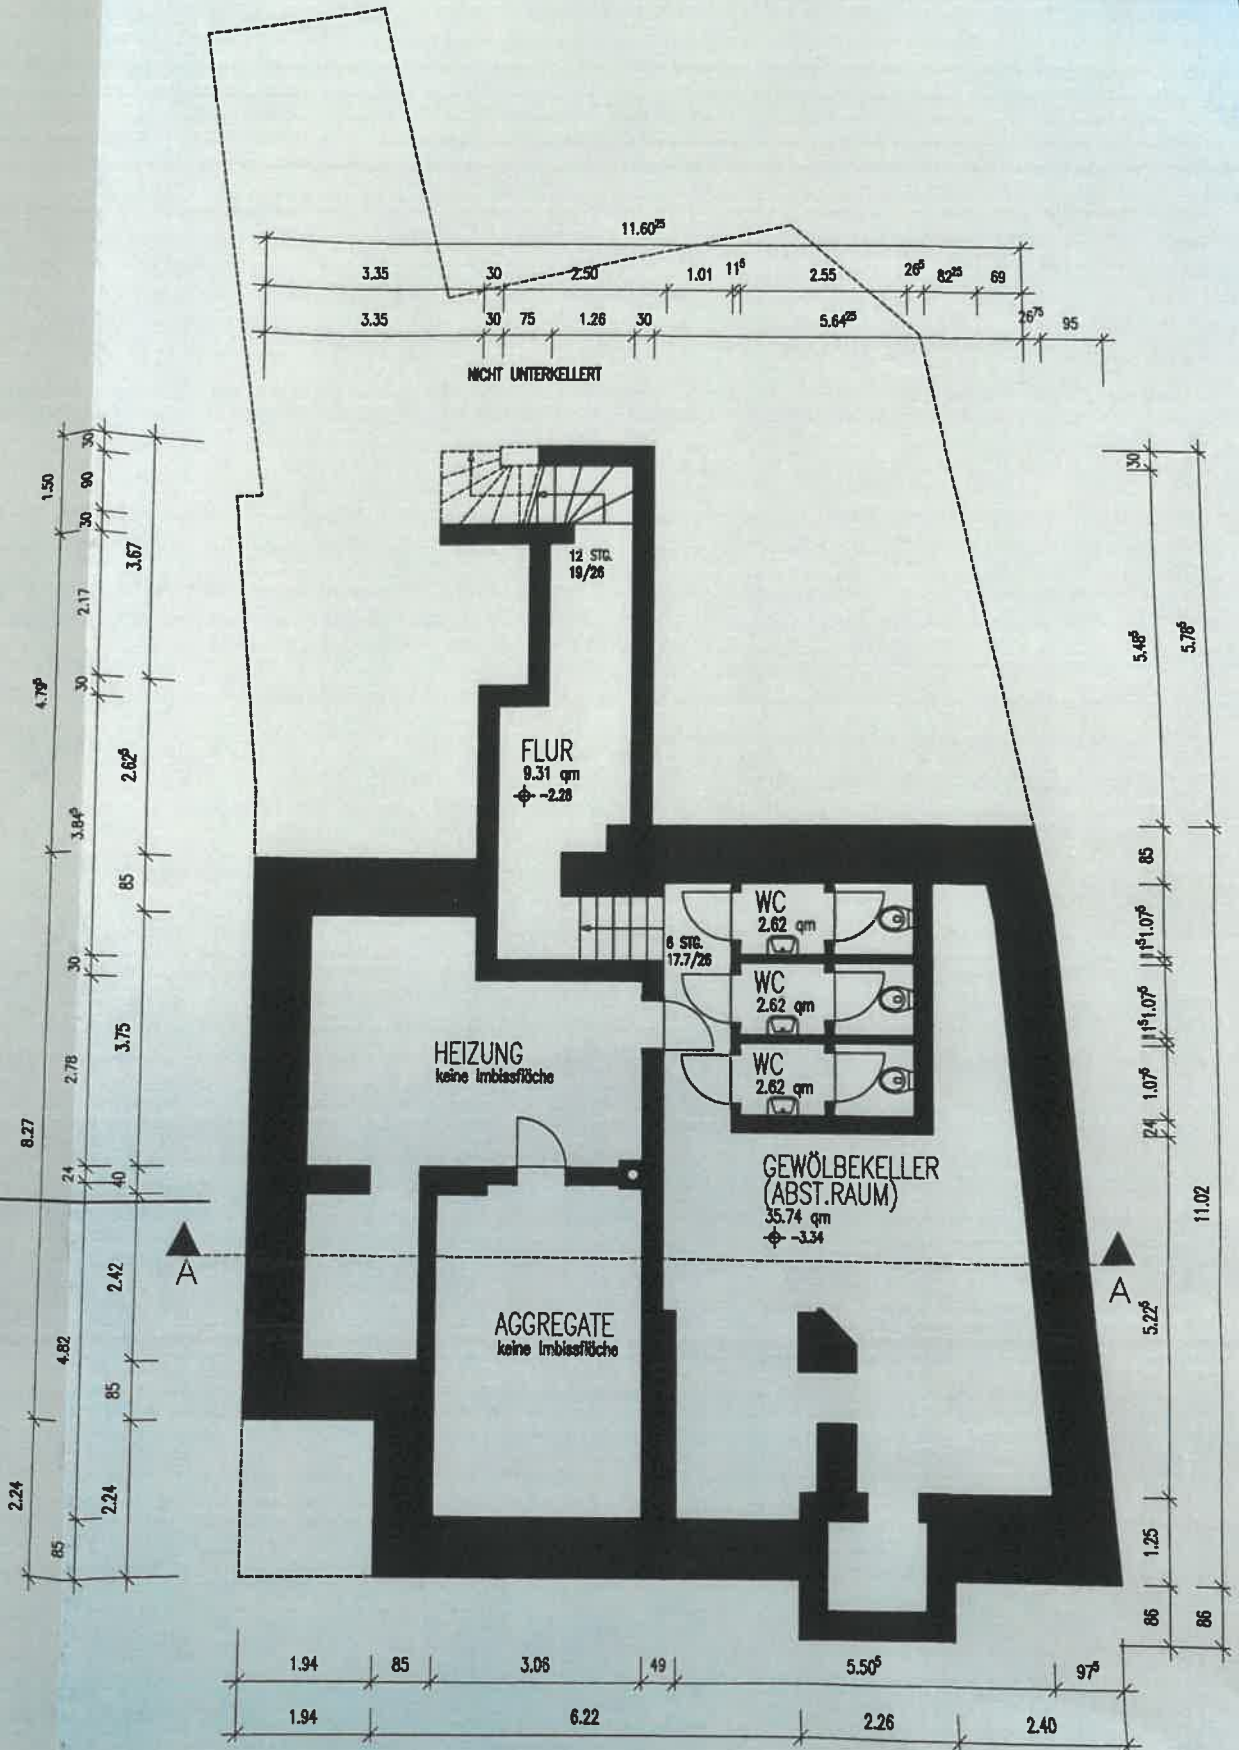 11.60²⁵
3.35 30 2.50 1.01 11⁵ 2.55 26⁵ 82²⁵ 69
3.35 30 75 1.26 30 5.64²⁵ 26⁷⁵ 95
NICHT UNTERKELLERT
12 STG.
19/26
FLUR
9.31 qm
-2.28
6 STG.
17.7/26
WC
2.62 qm
WC
2.62 qm
WC
2.62 qm
HEIZUNG
keine Imbissfläche
GEWÖLBEKELLER
(ABST.RAUM)
35.74 qm
-3.34
A
A
AGGREGATE
keine Imbissfläche
1.50
4.79⁵
8.27
2.24
30
90
30
2.17
30
3.84⁵
30
2.78
24
4.82
85
3.67
2.62⁵
85
3.75
40
2.42
85
2.24
30
5.48⁵
85
1.07⁵
11⁵
1.07⁵
11⁵
1.07⁵
24
5.22⁵
1.25
86
5.78⁵
11.02
86
1.94 85 3.06 49 5.50⁵ 97⁵
1.94 6.22 2.26 2.40